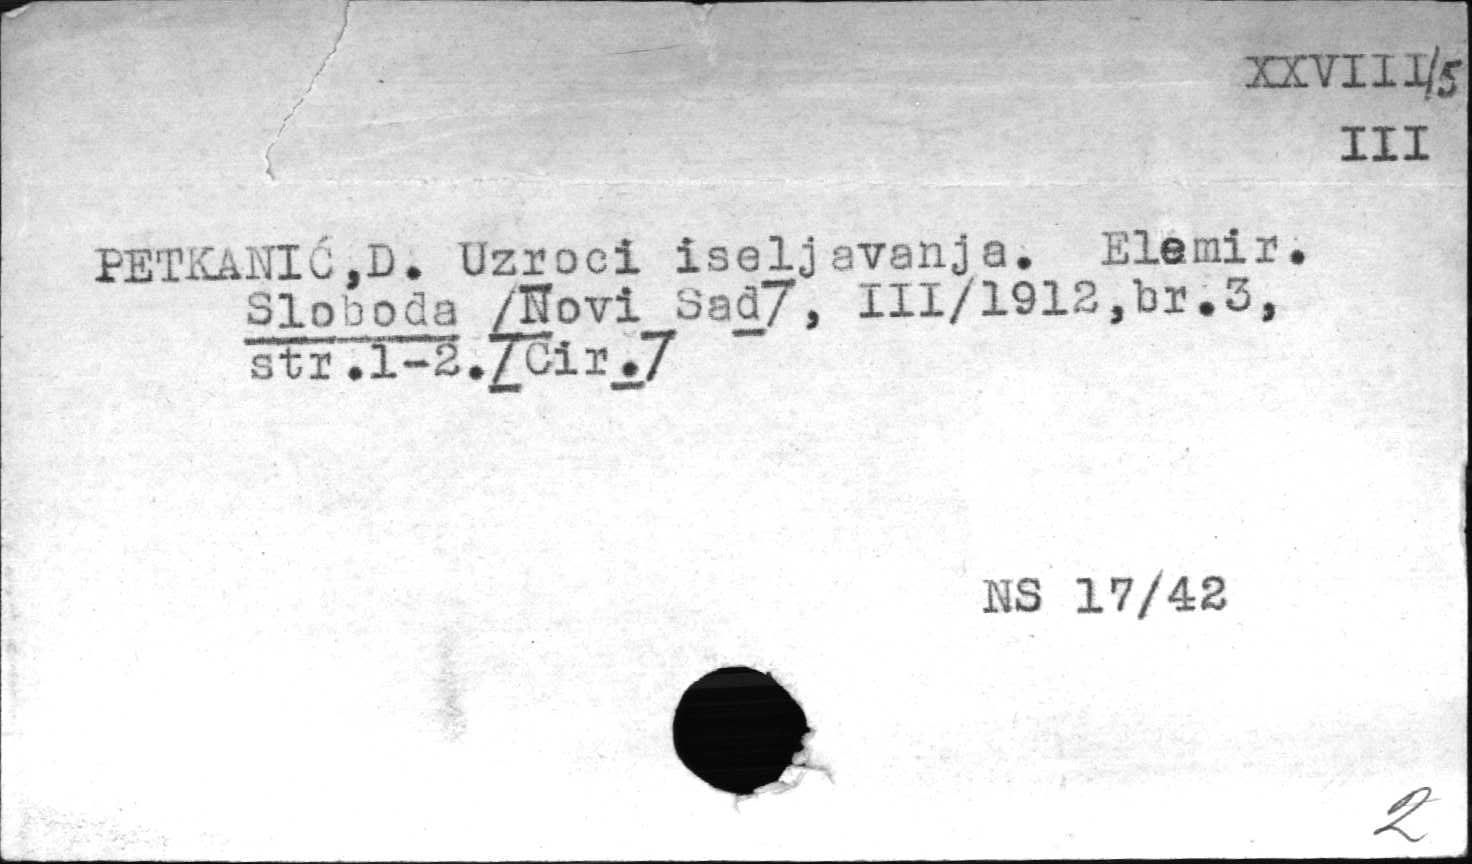 XXVIII/5
III
PETKANIĆ,D. Uzroci iseljavanja. Elemir.
Sloboda /Novi Sad/, III/1912,br.3,
str.1-2./Cir./
NS 17/42
2